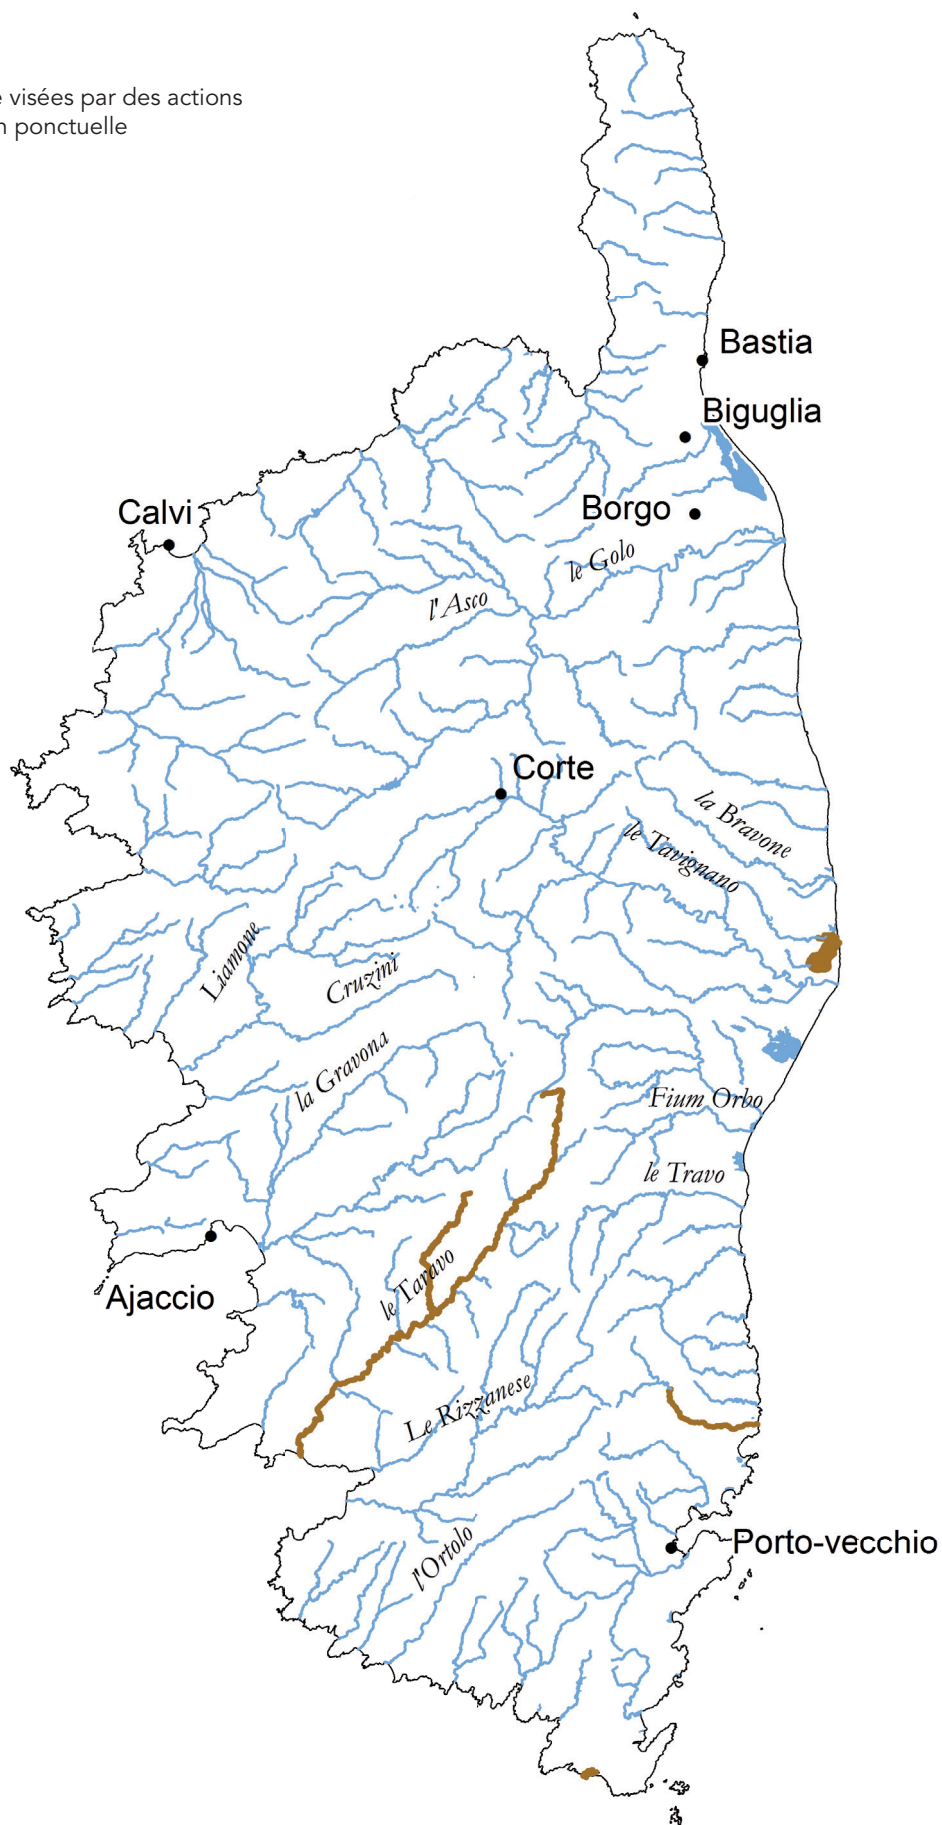 visées par des actions
ponctuelle
Bastia
Biguglia
Borgo
Calvi
le Golo
l'Asco
Corte
la Bravone
le Tavignano
Liamone
Cruzini
la Gravona
Fium Orbo
le Travo
Ajaccio
le Taravo
Le Rizzanese
l'Ortolo
Porto-vecchio